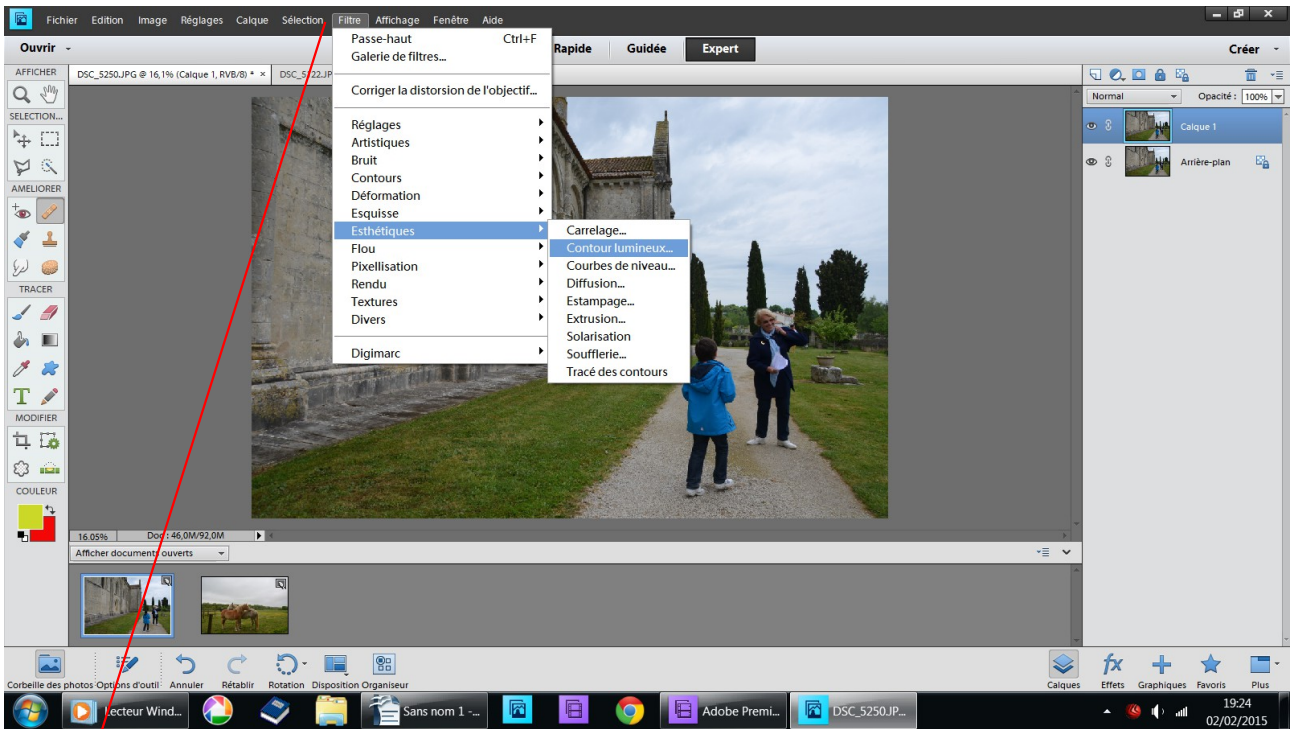 Fichier Edition Image Réglages Calque Sélection Filtre Affichage Fenêtre Aide
Ouvrir
Rapide Guidée Expert
Créer
AFFICHER
DSC_5250.JPG @ 16,1% (Calque 1, RVB/8) * ×
Passe-haut Ctrl+F
Galerie de filtres...
Corriger la distorsion de l'objectif...
Réglages
Artistiques
Bruit
Contours
Déformation
Esquisse
Esthétiques
Flou
Pixellisation
Rendu
Textures
Divers
Digimarc
Carrelage...
Contour lumineux...
Courbes de niveau...
Diffusion...
Estampage...
Extrusion...
Solarisation
Soufflerie...
Tracé des contours
SELECTION...
AMELIORER
TRACER
T
MODIFIER
COULEUR
Normal Opacité : 100%
Calque 1
Arrière-plan
16.05% Doc : 46,0M/92,0M
Afficher documents ouverts
Corbeille des photos Options d'outil Annuler Rétablir Rotation Disposition Organiseur
Calques Effets Graphiques Favoris Plus
fx
Lecteur Wind...
Sans nom 1 -...
Adobe Premi...
DSC_5250.JP...
19:24
02/02/2015